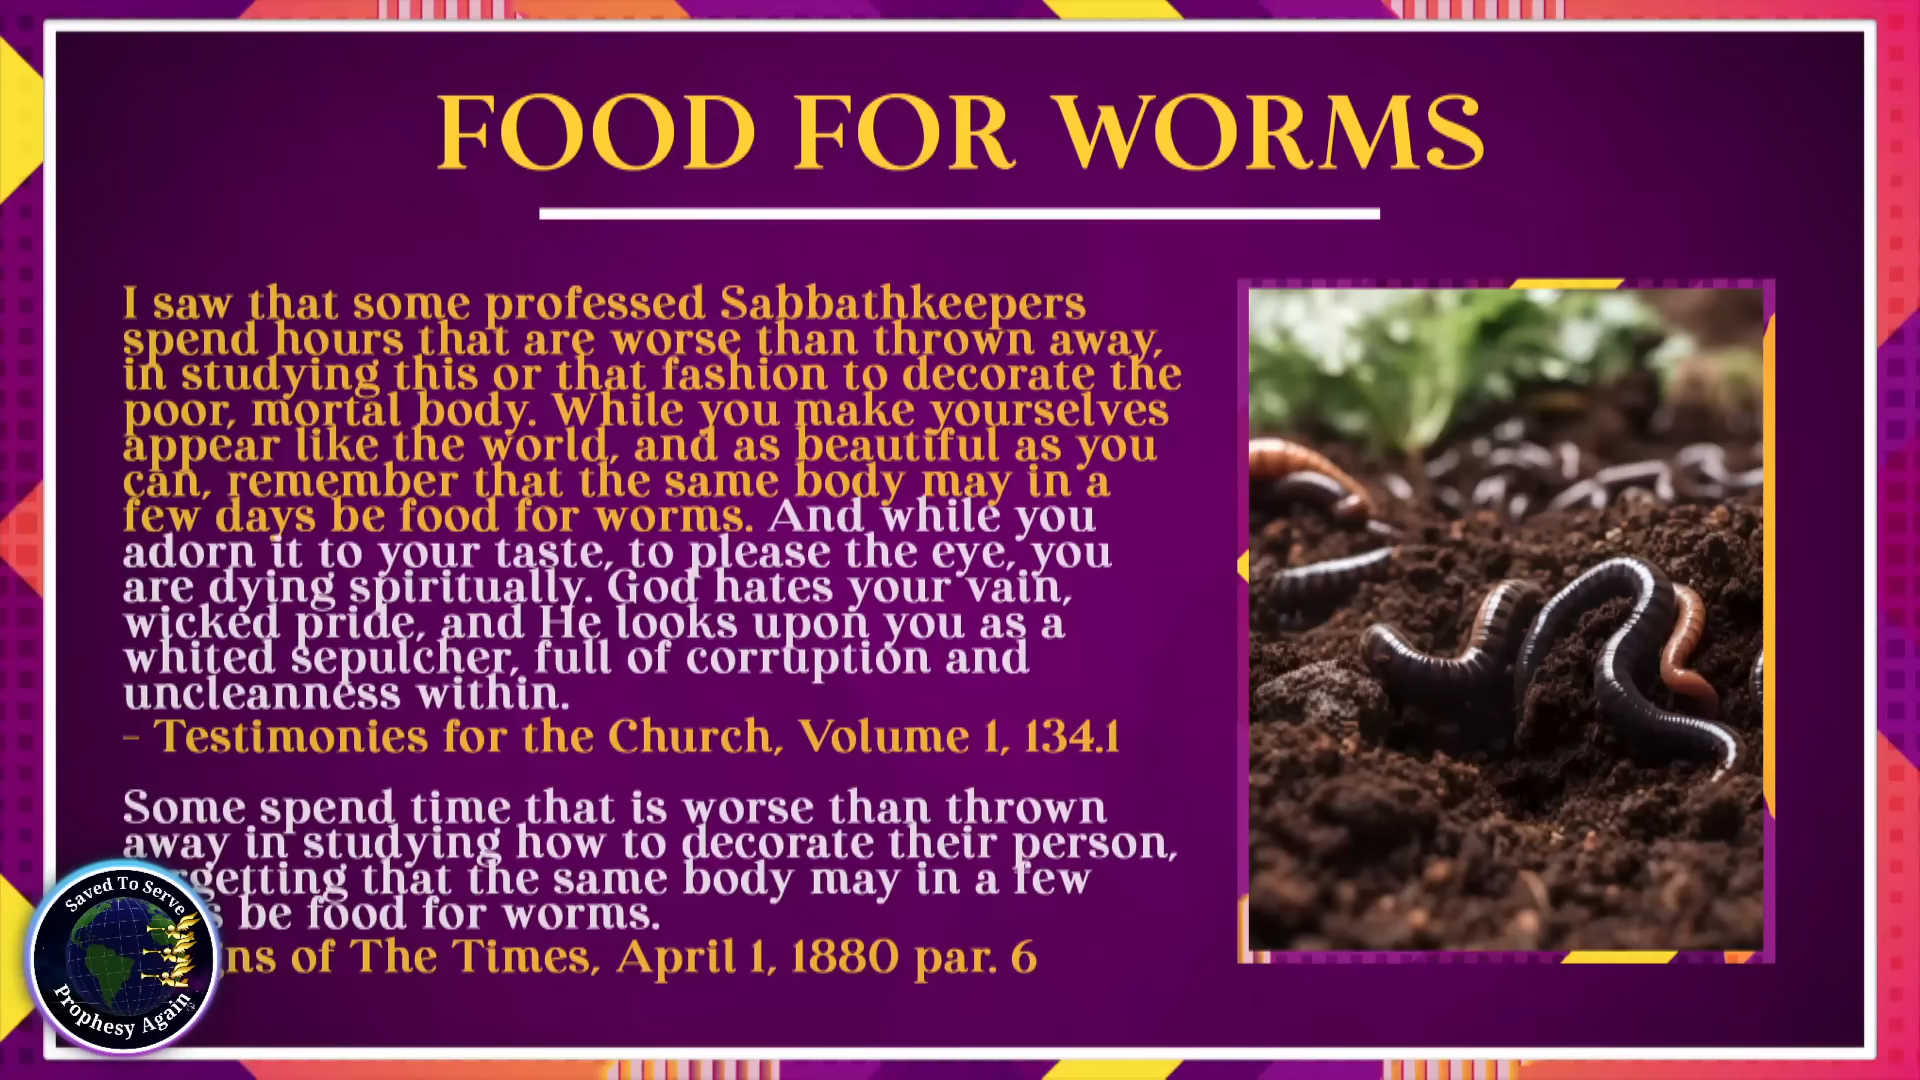 FOOD FOR WORMS
I saw that some professed Sabbathkeepers
spend hours that are worse than thrown away,
in studying this or that fashion to decorate the
poor, mortal body. While you make yourselves
appear like the world, and as beautiful as you
can, remember that the same body may in a
few days be food for worms. And while you
adorn it to your taste, to please the eye, you
are dying spiritually. God hates your vain,
wicked pride, and He looks upon you as a
whited sepulcher, full of corruption and
uncleanness within.
- Testimonies for the Church, Volume 1, 134.1
Some spend time that is worse than thrown
away in studying how to decorate their person,
getting that the same body may in a few
s be food for worms.
ns of The Times, April 1, 1880 par. 6
Saved To Serve
Prophesy Again